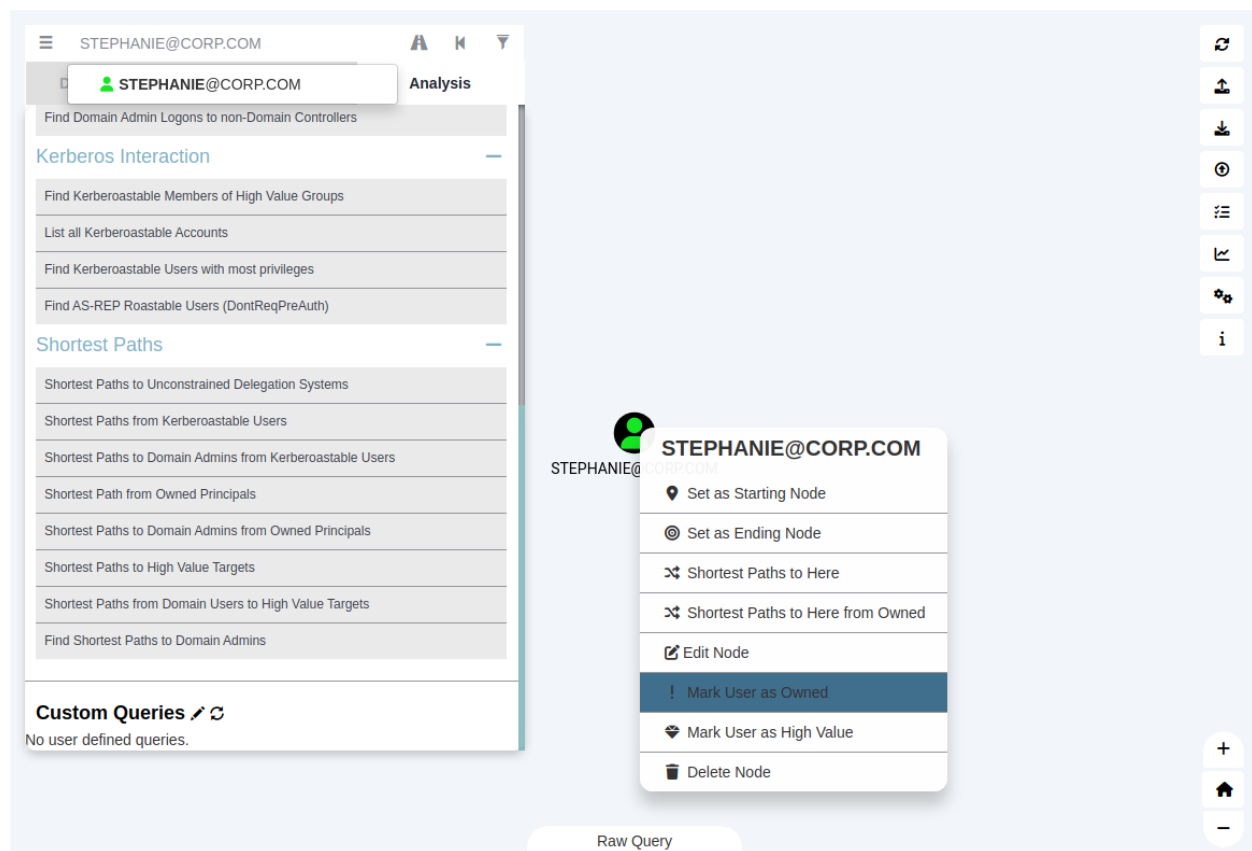 STEPHANIE@CORP.COM
STEPHANIE@CORP.COM
D
Analysis
Find Domain Admin Logons to non-Domain Controllers
Kerberos Interaction
Find Kerberoastable Members of High Value Groups
List all Kerberoastable Accounts
Find Kerberoastable Users with most privileges
Find AS-REP Roastable Users (DontReqPreAuth)
Shortest Paths
Shortest Paths to Unconstrained Delegation Systems
Shortest Paths from Kerberoastable Users
Shortest Paths to Domain Admins from Kerberoastable Users
Shortest Path from Owned Principals
Shortest Paths to Domain Admins from Owned Principals
Shortest Paths to High Value Targets
Shortest Paths from Domain Users to High Value Targets
Find Shortest Paths to Domain Admins
Custom Queries
No user defined queries.
STEPHANIE@CORP.COM
STEPHANIE@CORP.COM
Set as Starting Node
Set as Ending Node
Shortest Paths to Here
Shortest Paths to Here from Owned
Edit Node
Mark User as Owned
Mark User as High Value
Delete Node
Raw Query